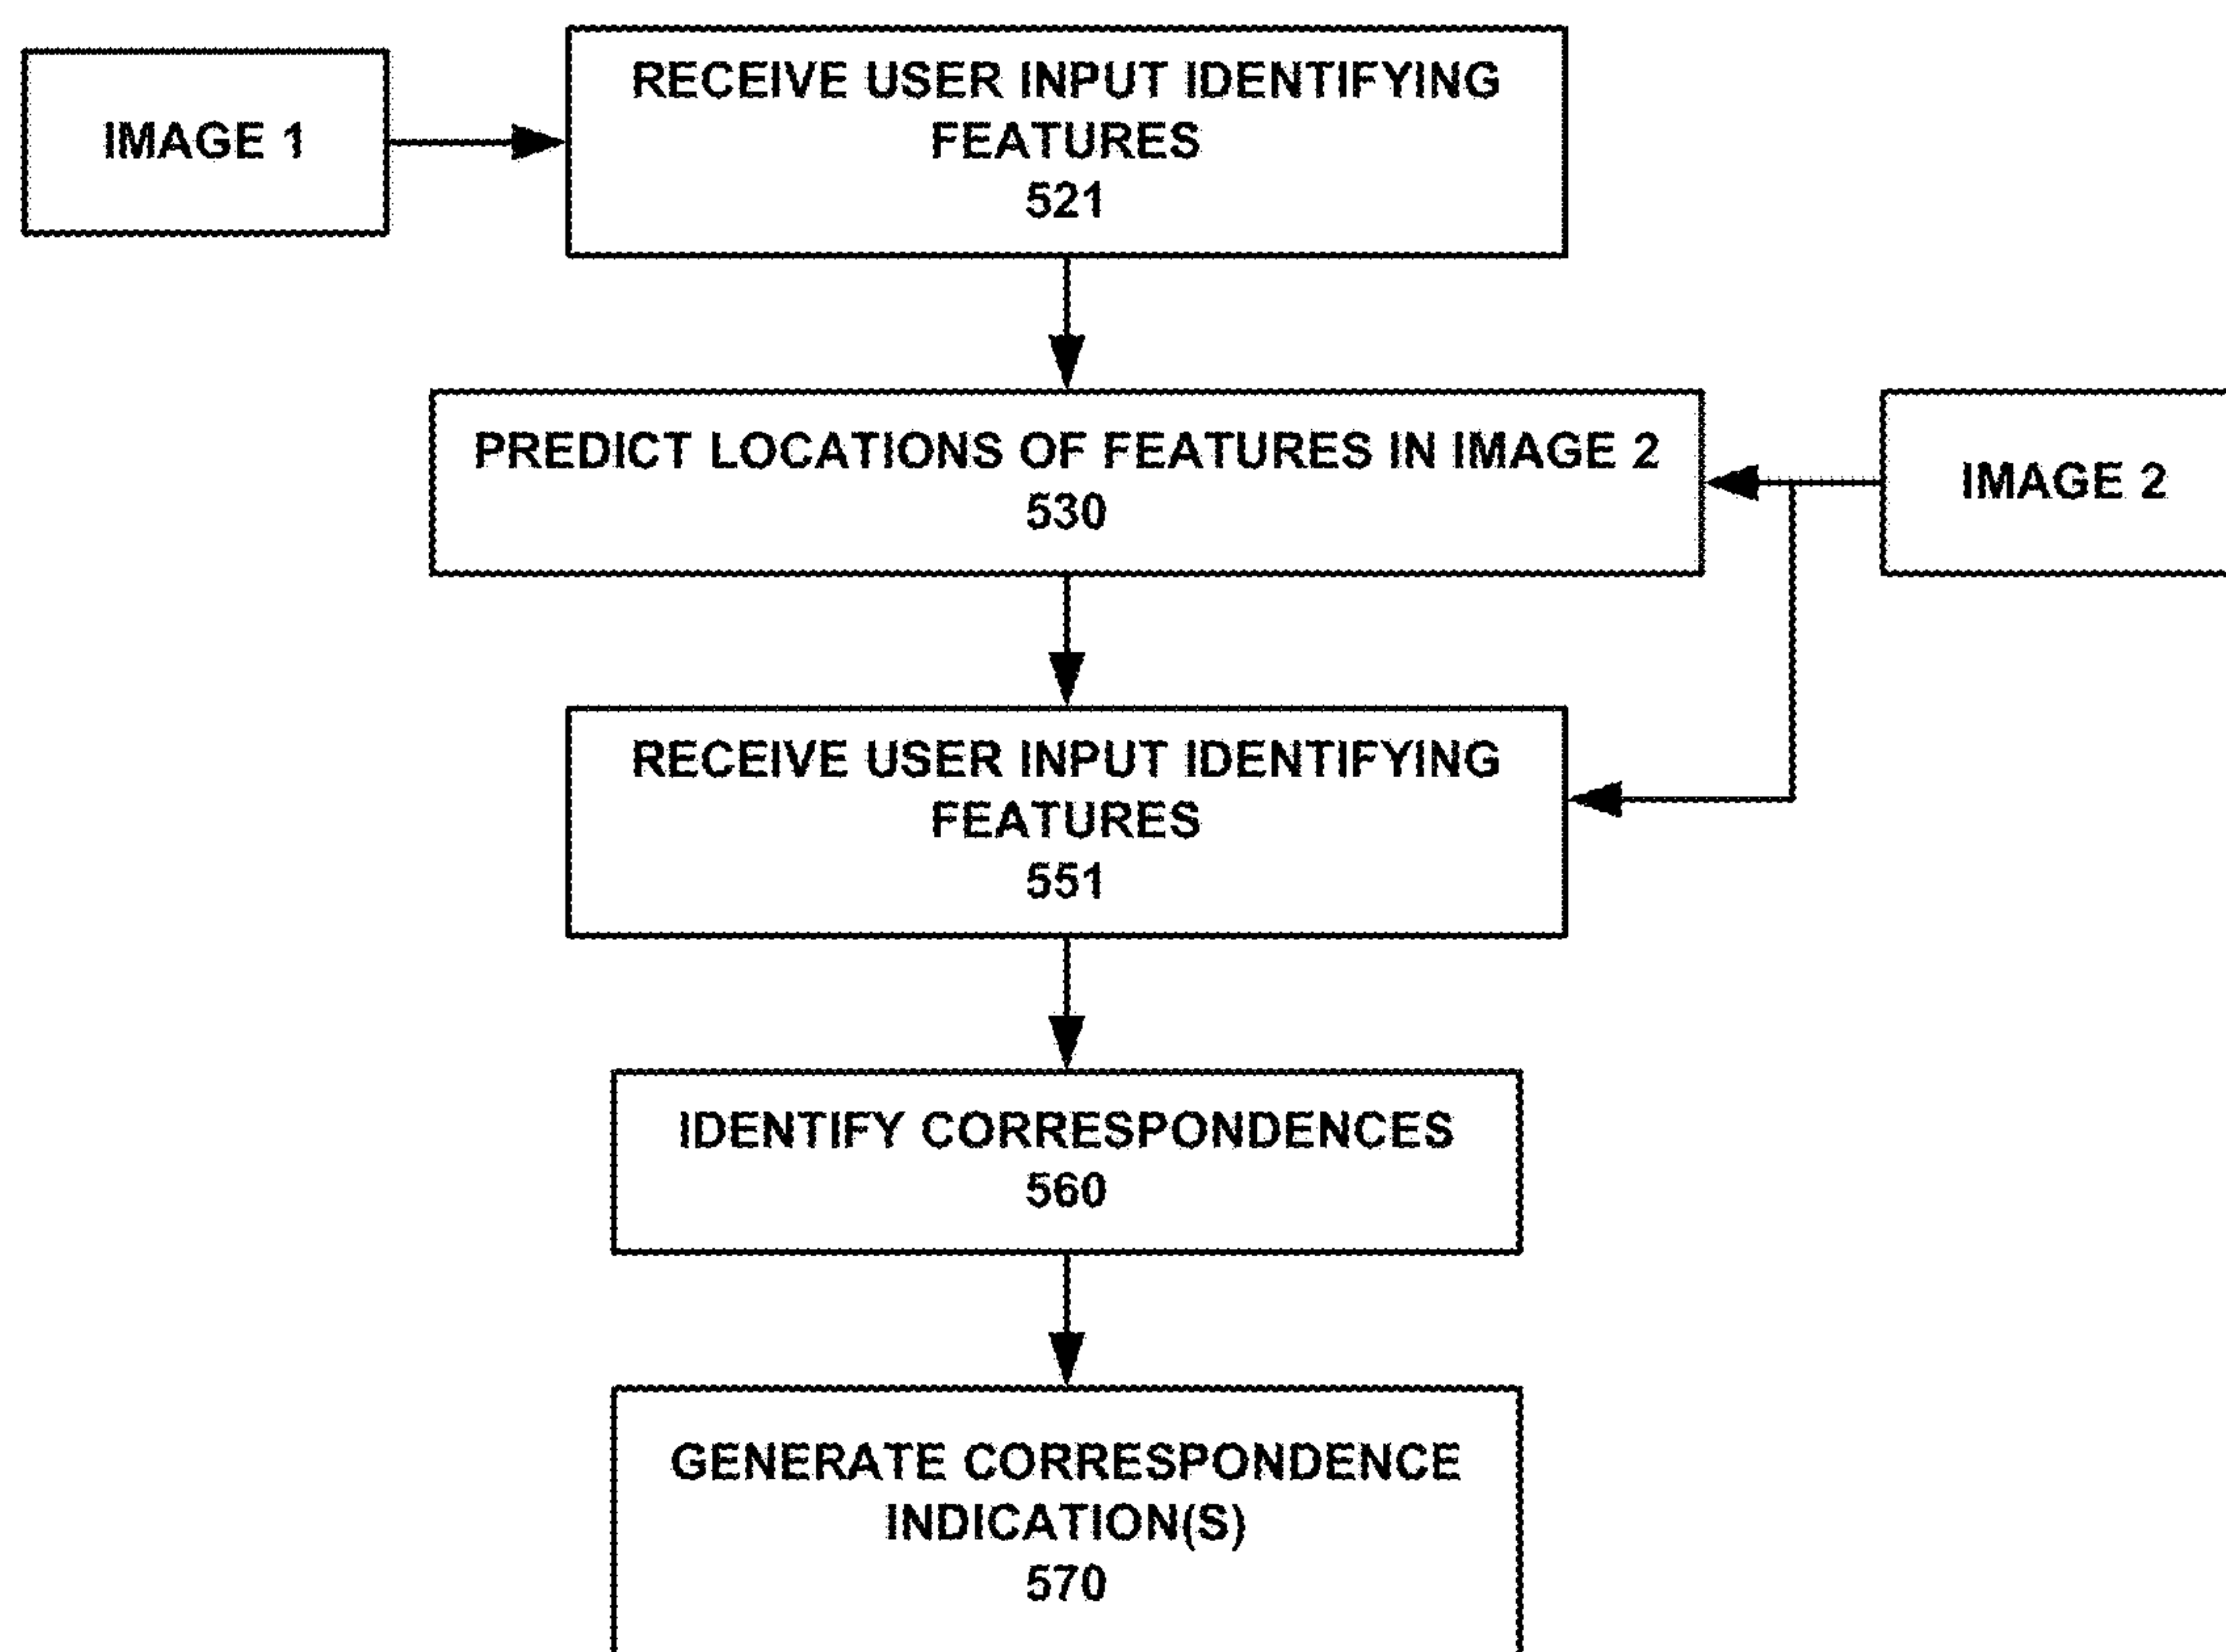 IMAGE 1
RECEIVE USER INPUT IDENTIFYING
FEATURES
521
PREDICT LOCATIONS OF FEATURES IN IMAGE 2
530
IMAGE 2
RECEIVE USER INPUT IDENTIFYING
FEATURES
551
IDENTIFY CORRESPONDENCES
560
GENERATE CORRESPONDENCE
INDICATION(S)
570